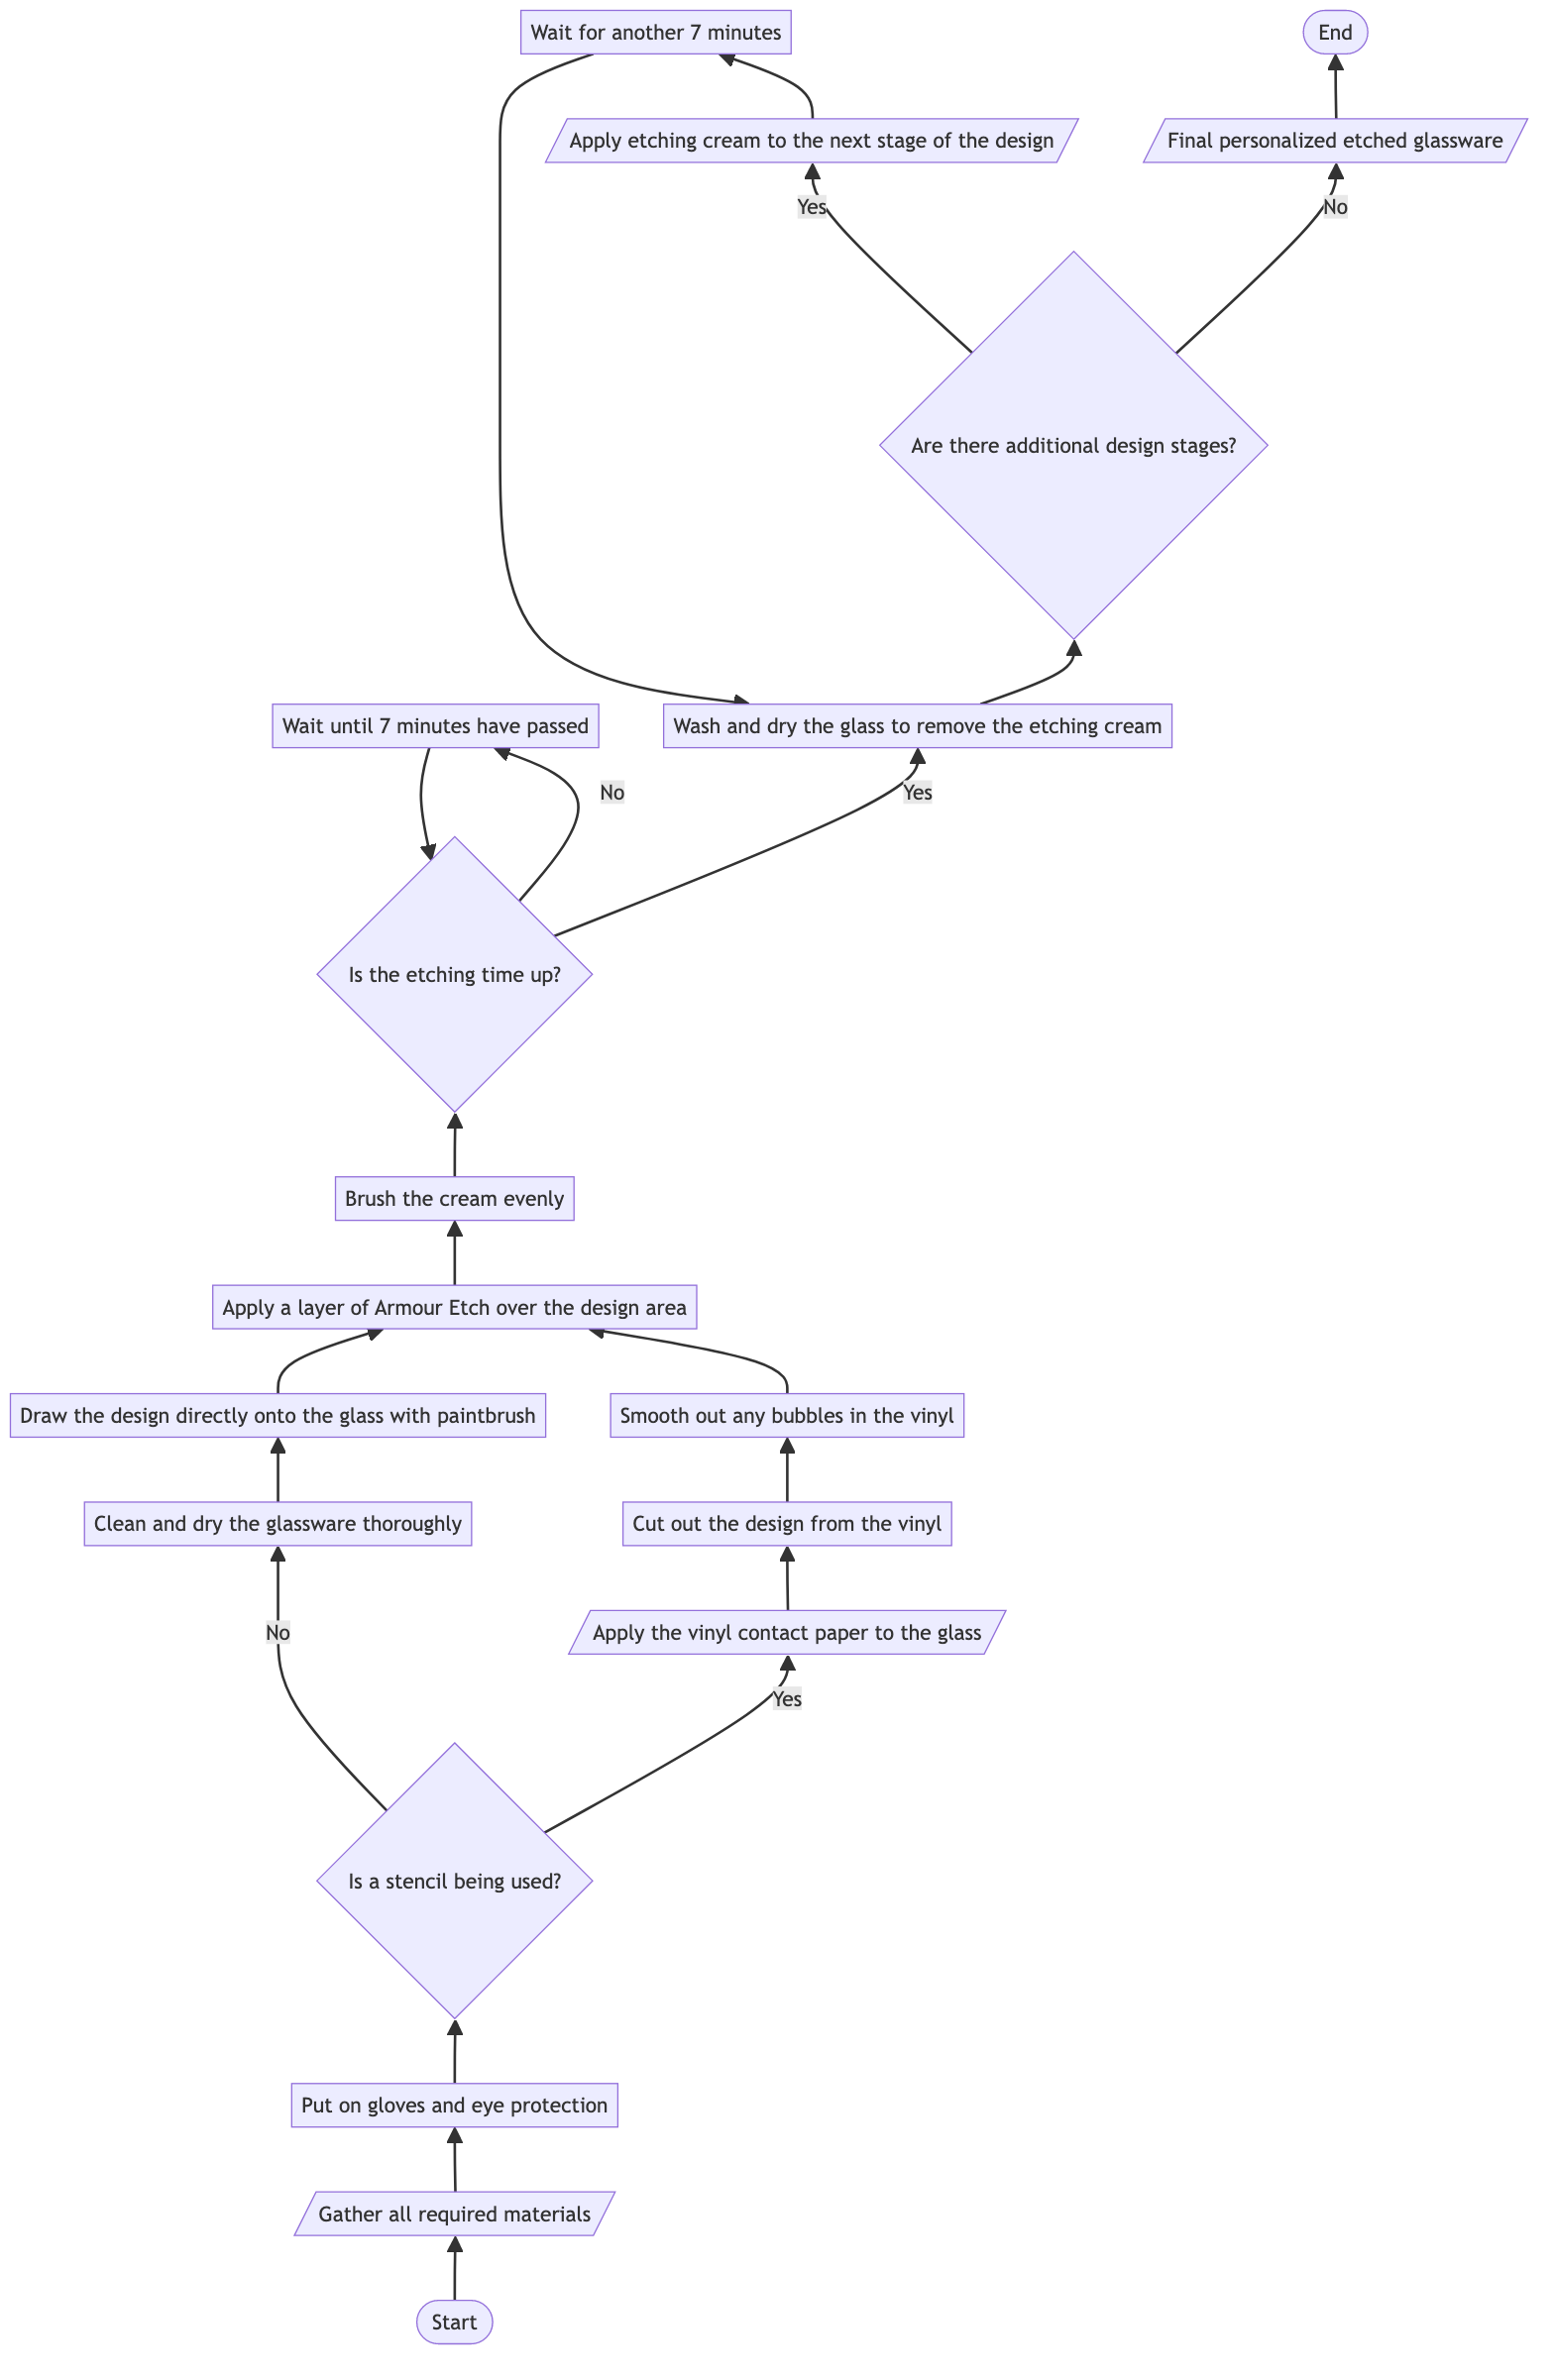 Wait for another 7 minutes
End
Apply etching cream to the next stage of the design
Final personalized etched glassware
Yes
No
Are there additional design stages?
Wait until 7 minutes have passed
Wash and dry the glass to remove the etching cream
No
Yes
Is the etching time up?
Brush the cream evenly
Apply a layer of Armour Etch over the design area
Draw the design directly onto the glass with paintbrush
Smooth out any bubbles in the vinyl
Clean and dry the glassware thoroughly
Cut out the design from the vinyl
No
Apply the vinyl contact paper to the glass
Yes
Is a stencil being used?
Put on gloves and eye protection
Gather all required materials
Start